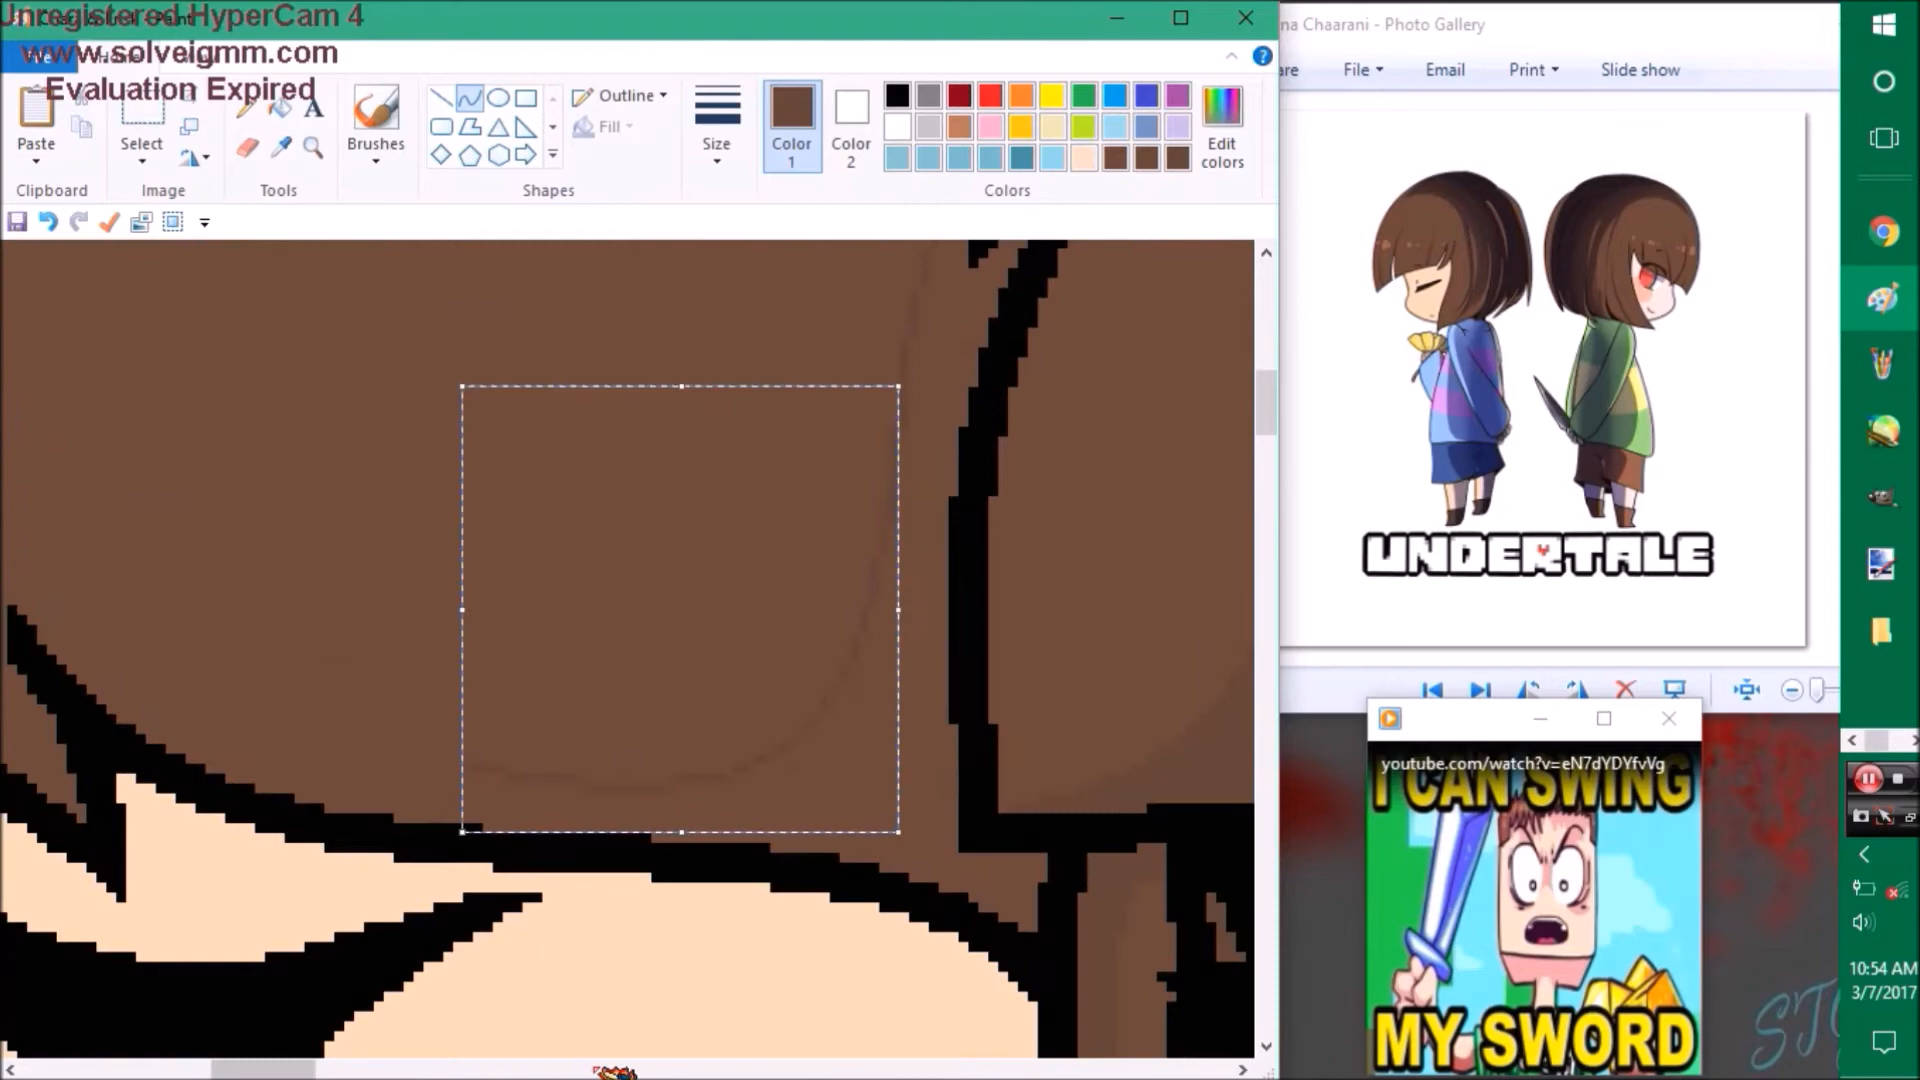 Unregistered HyperCam 4
www.solveigmm.com
Evaluation Expired
na Chaarani - Photo Gallery
File
Email
Print
Slide show
Paste
Select
Brushes
Outline
Fill
Size
Color
1
Color
2
Edit
colors
Clipboard
Image
Tools
Shapes
Colors
UNDERTALE
youtube.com/watch?v=eN7dYDYfvVg
I CAN SWING
MY SWORD
10:54 AM
3/7/2017